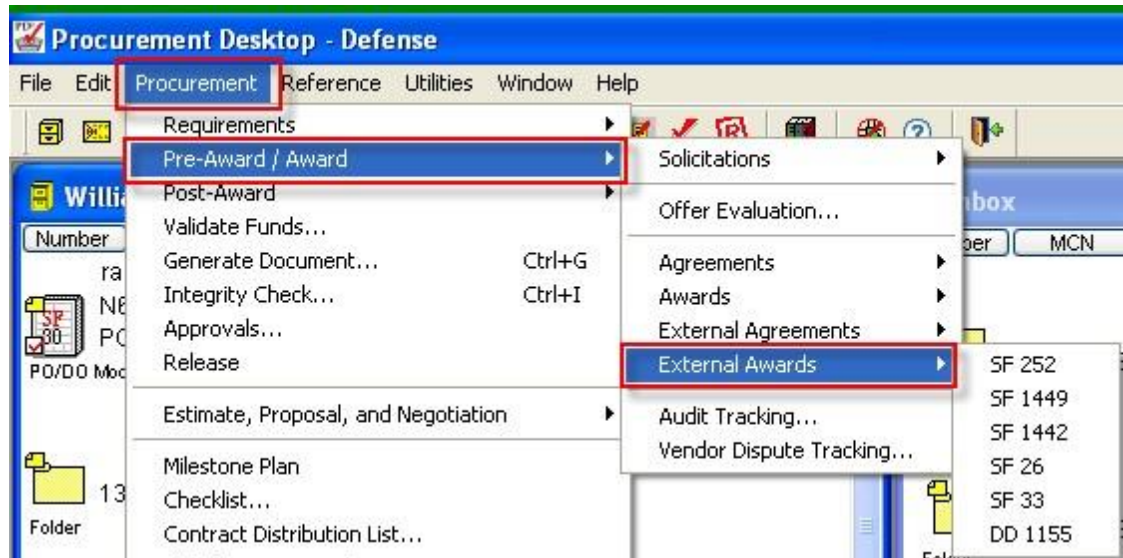 Procurement Desktop - Defense
File Edit Procurement Reference Utilities Window Help
Requirements
Pre-Award / Award
Post-Award
Validate Funds...
Generate Document... Ctrl+G
Integrity Check... Ctrl+I
Approvals...
Release
Estimate, Proposal, and Negotiation
Milestone Plan
Checklist...
Contract Distribution List...
Solicitations
Offer Evaluation...
Agreements
Awards
External Agreements
External Awards
Audit Tracking...
Vendor Dispute Tracking...
SF 252
SF 1449
SF 1442
SF 26
SF 33
DD 1155
Number
SF
30
PO/DO
13
Folder
MCN